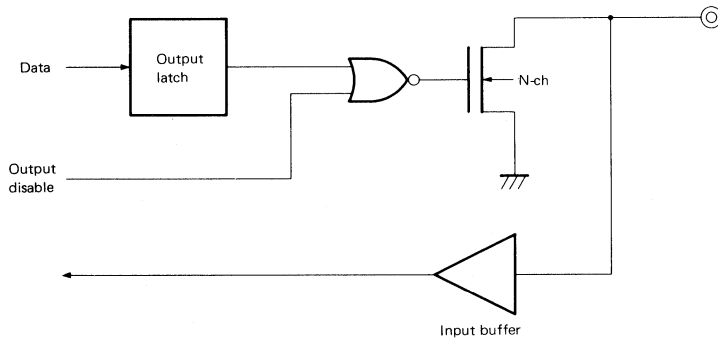 Data
Output
latch
N-ch
Output
disable
Input buffer